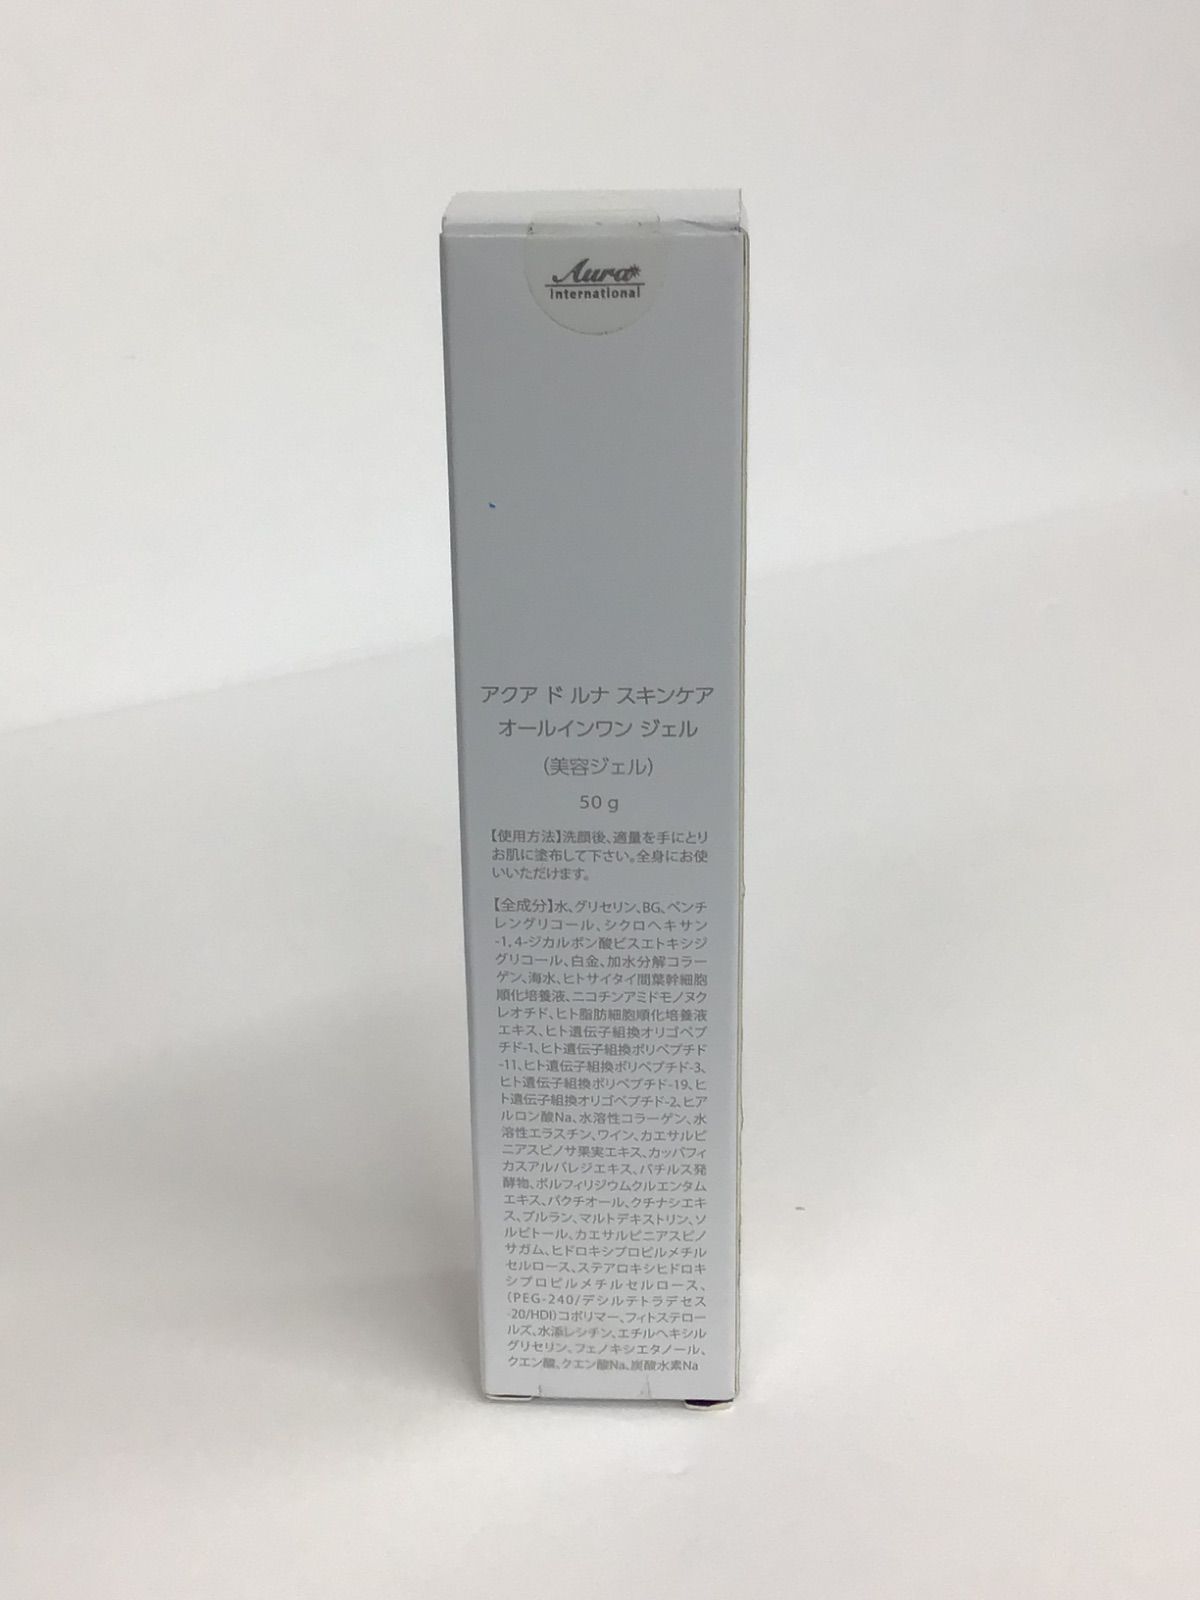 Aura
International
アクア ド ルナ スキンケア
オールインワン ジェル
(美容ジェル)
50 g
【使用方法】洗顔後、適量を手にとり
お肌に塗布して下さい。全身にお使
いいただけます。
【全成分】水、グリセリン、BG、ペンチ
レングリコール、シクロヘキサン
-1,4-ジカルボン酸ビスエトキシジ
グリコール、白金、加水分解コラー
ゲン、海水、ヒトサイタイ間葉幹細胞
順化培養液、ニコチンアミドモノヌク
レオチド、ヒト脂肪細胞順化培養液
エキス、ヒト遺伝子組換オリゴペプ
チド-1、ヒト遺伝子組換ポリペプチド
-11、ヒト遺伝子組換ポリペプチド-3、
ヒト遺伝子組換ポリペプチド-19、ヒ
ト遺伝子組換オリゴペプチド-2、ヒア
ルロン酸Na、水溶性コラーゲン、水
溶性エラスチン、ワイン、カエサルピ
ニアスピノサ果実エキス、カッパフィ
カスアルバレジエキス、バチルス発
酵物、ポルフィリジウムクルエンタム
エキス、バクチオール、クチナシエキ
ス、プルラン、マルトデキストリン、ソ
ルビトール、カエサルピニアスピノ
サガム、ヒドロキシプロピルメチル
セルロース、ステアロキシヒドロキ
シプロピルメチルセルロース、
(PEG-240/デシルテトラデセス
-20/HDI)コポリマー、フィトステロー
ルズ、水添レシチン、エチルヘキシル
グリセリン、フェノキシエタノール、
クエン酸、クエン酸Na、炭酸水素Na